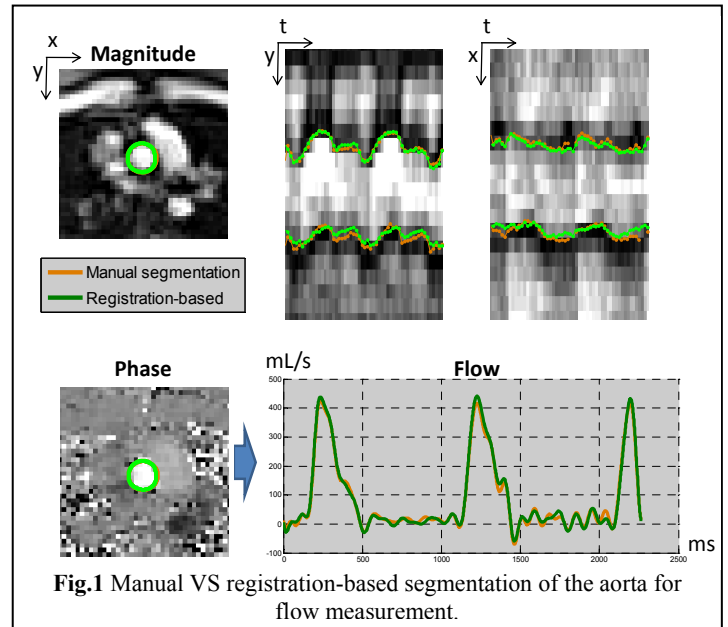 x
y
Magnitude
t
y
t
x
Manual segmentation
Registration-based
Phase
mL/s
Flow
500
400
300
200
100
0
-100
0
500
1000
1500
2000
2500
ms
Fig.1 Manual VS registration-based segmentation of the aorta for
flow measurement.